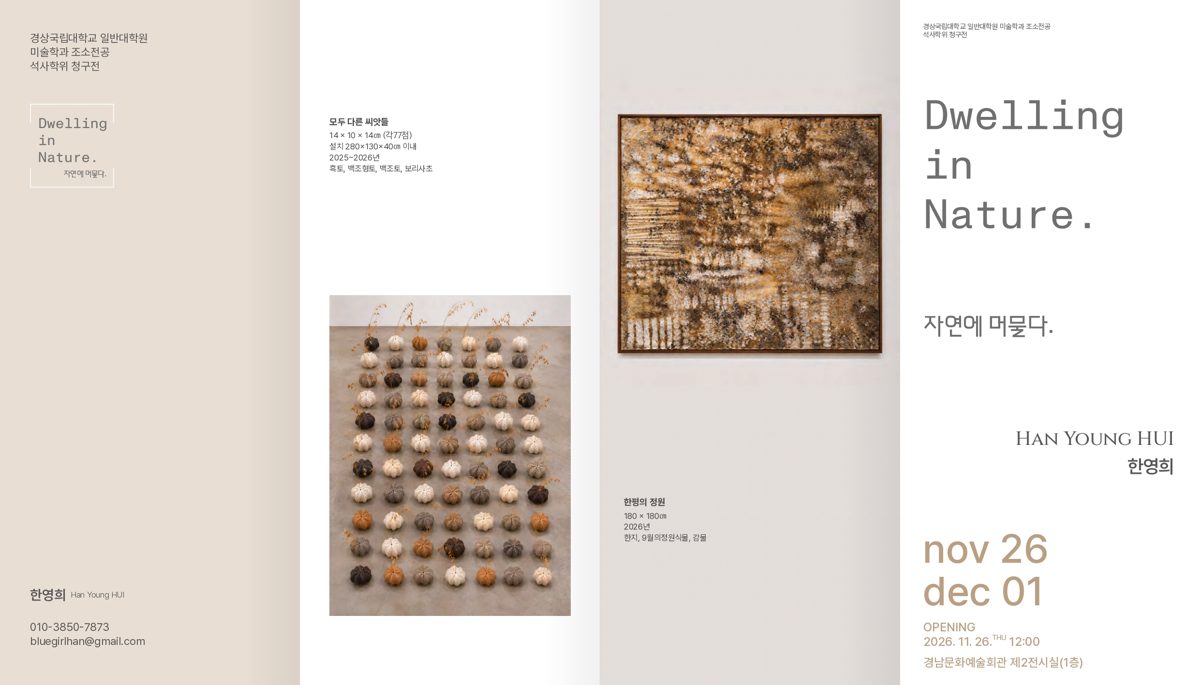 경상국립대학교 일반대학원
미술학과 조소전공
석사학위 청구전
Dwelling
in
Nature.
자연에 머물다.
한영희 Han Young HUI
010-3850-7873
bluegirlhan@gmail.com
모두 다른 씨앗들
14 × 10 × 14㎝ (각77점)
설치 280×130×40㎝ 이내
2025~2026년
흑토, 백조형토, 백조토, 보리사초
한평의 정원
180 × 180㎝
2026년
한지, 9월의정원식물, 감물
경상국립대학교 일반대학원 미술학과 조소전공
석사학위 청구전
Dwelling
in
Nature.
자연에 머물다.
Han Young HUI
한영희
nov 26
dec 01
OPENING
2026. 11. 26.THU 12:00
경남문화예술회관 제2전시실(1층)